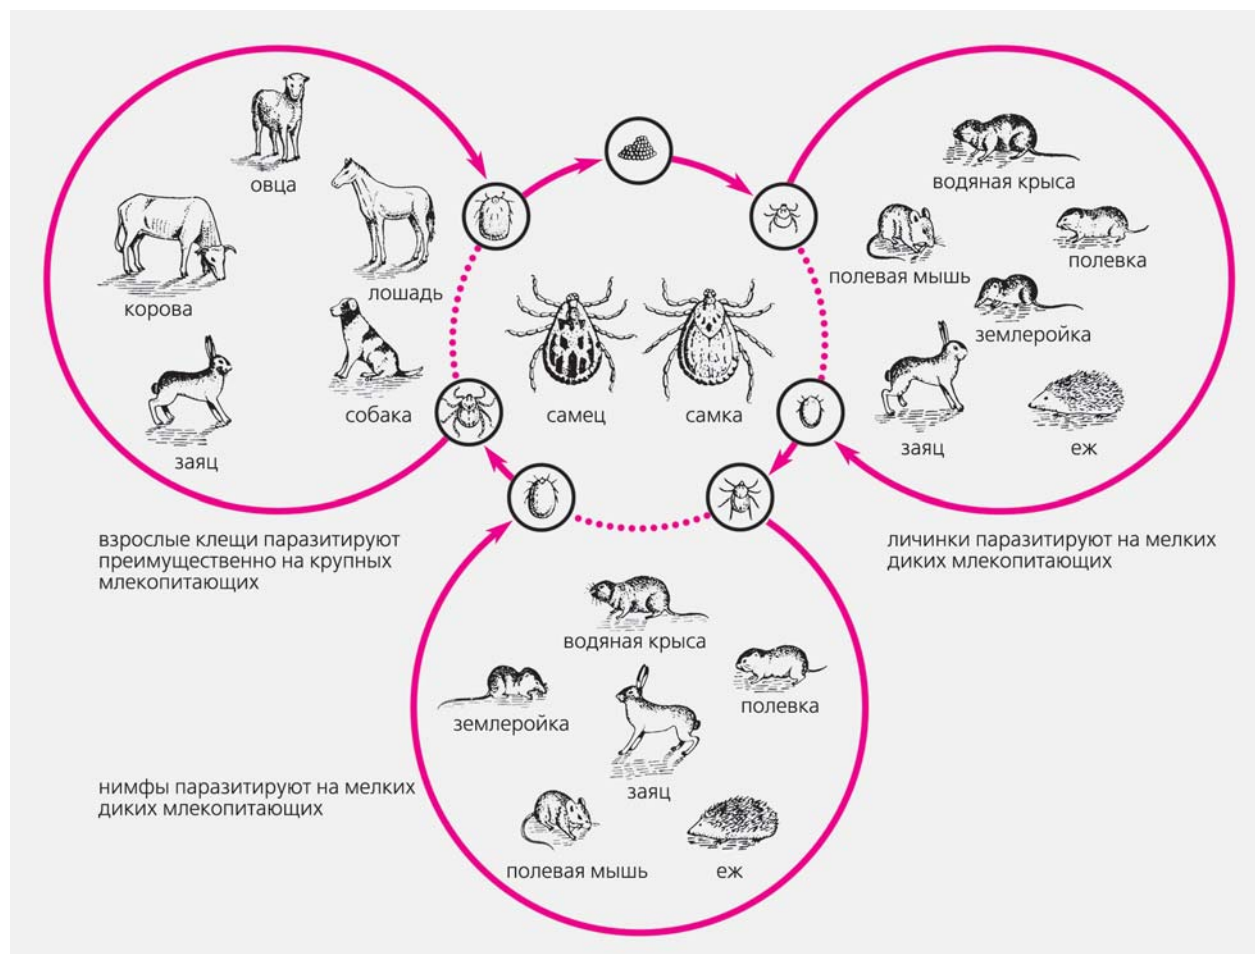 овца
корова
лошадь
собака
заяц
взрослые клещи паразитируют
преимущественно на крупных
млекопитающих
самец
самка
водяная крыса
полевая мышь
полевка
землеройка
заяц
еж
личинки паразитируют на мелких
диких млекопитающих
водяная крыса
землеройка
полевка
заяц
полевая мышь
еж
нимфы паразитируют на мелких
диких млекопитающих